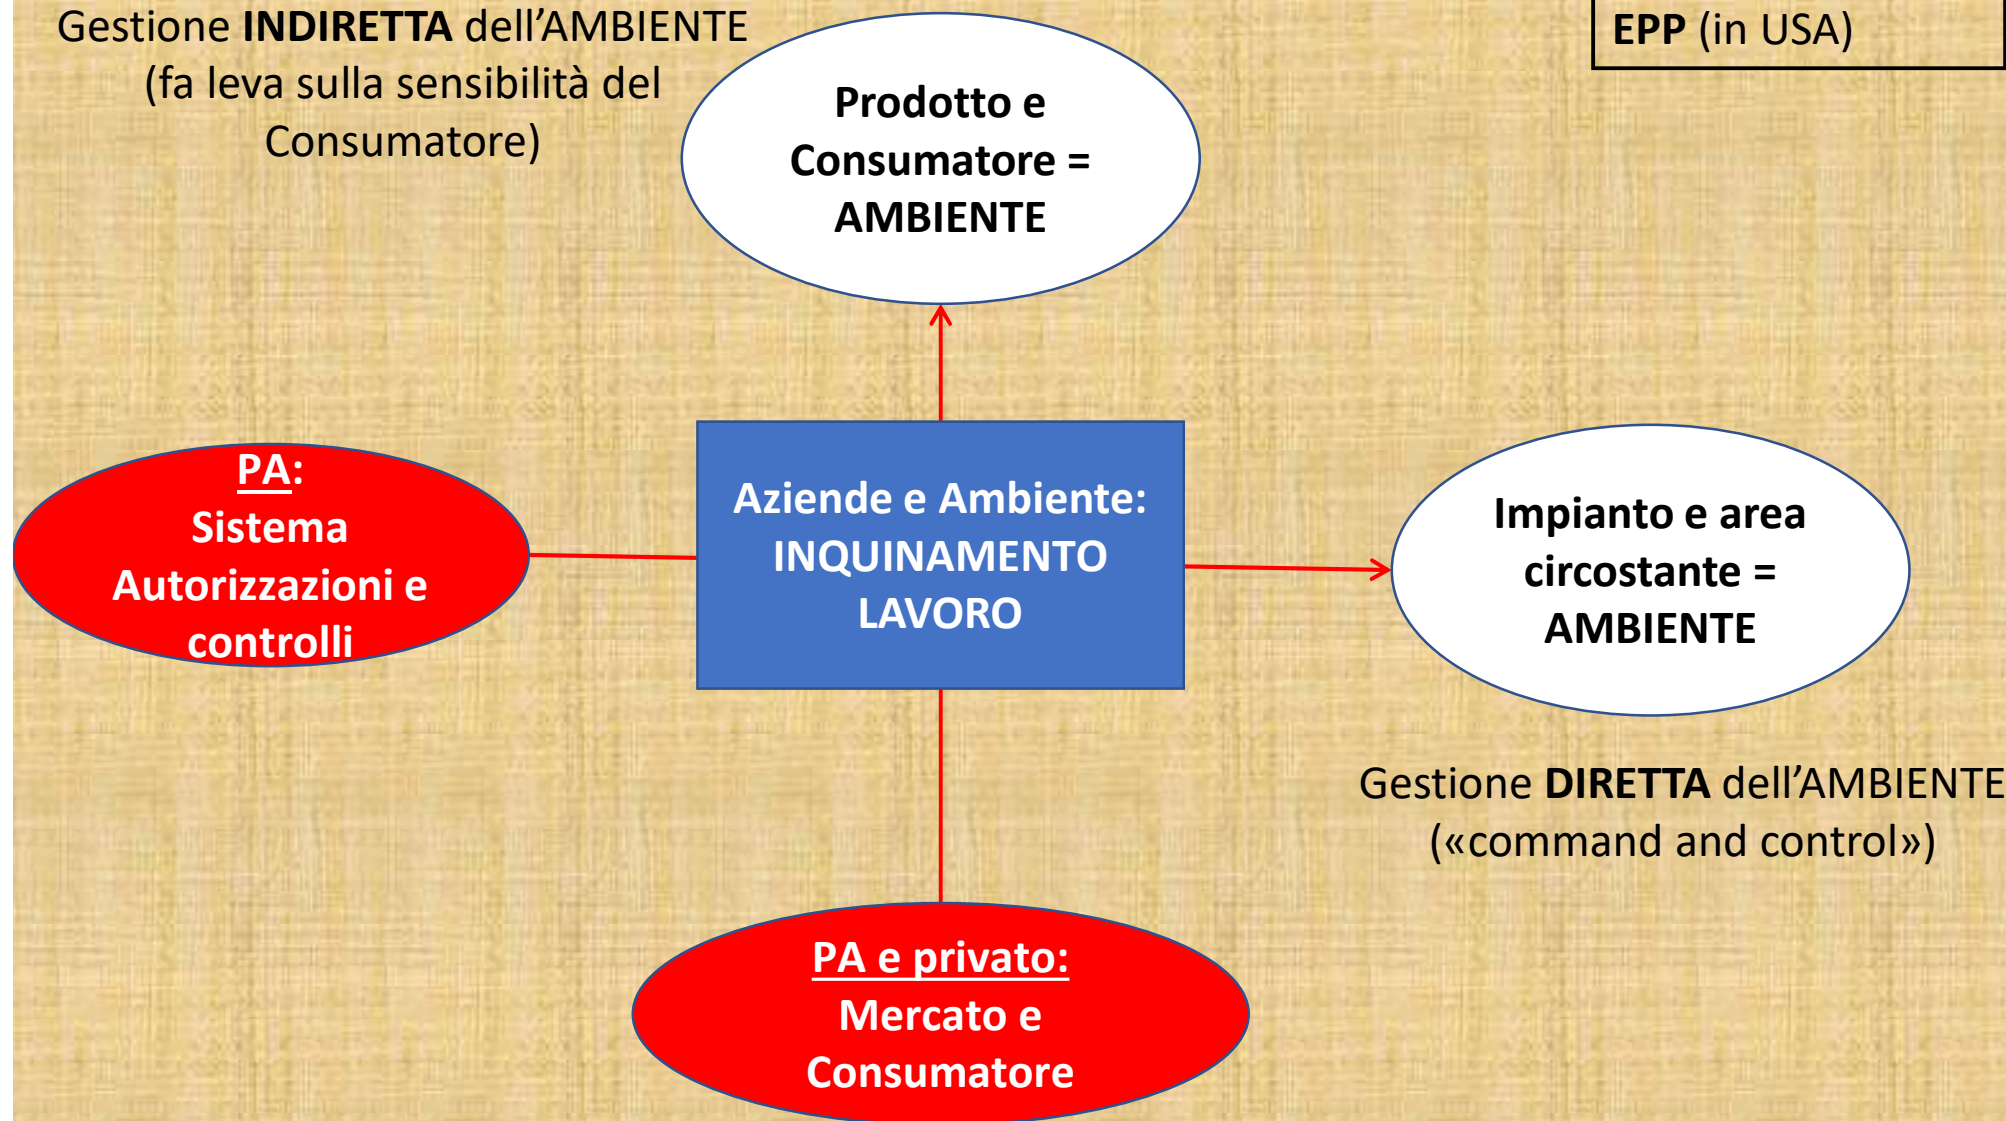 Gestione INDIRETTA dell’AMBIENTE
(fa leva sulla sensibilità del
Consumatore)
EPP (in USA)
Prodotto e
Consumatore =
AMBIENTE
PA:
Sistema
Autorizzazioni e
controlli
Aziende e Ambiente:
INQUINAMENTO
LAVORO
Impianto e area
circostante =
AMBIENTE
Gestione DIRETTA dell’AMBIENTE
(«command and control»)
PA e privato:
Mercato e
Consumatore